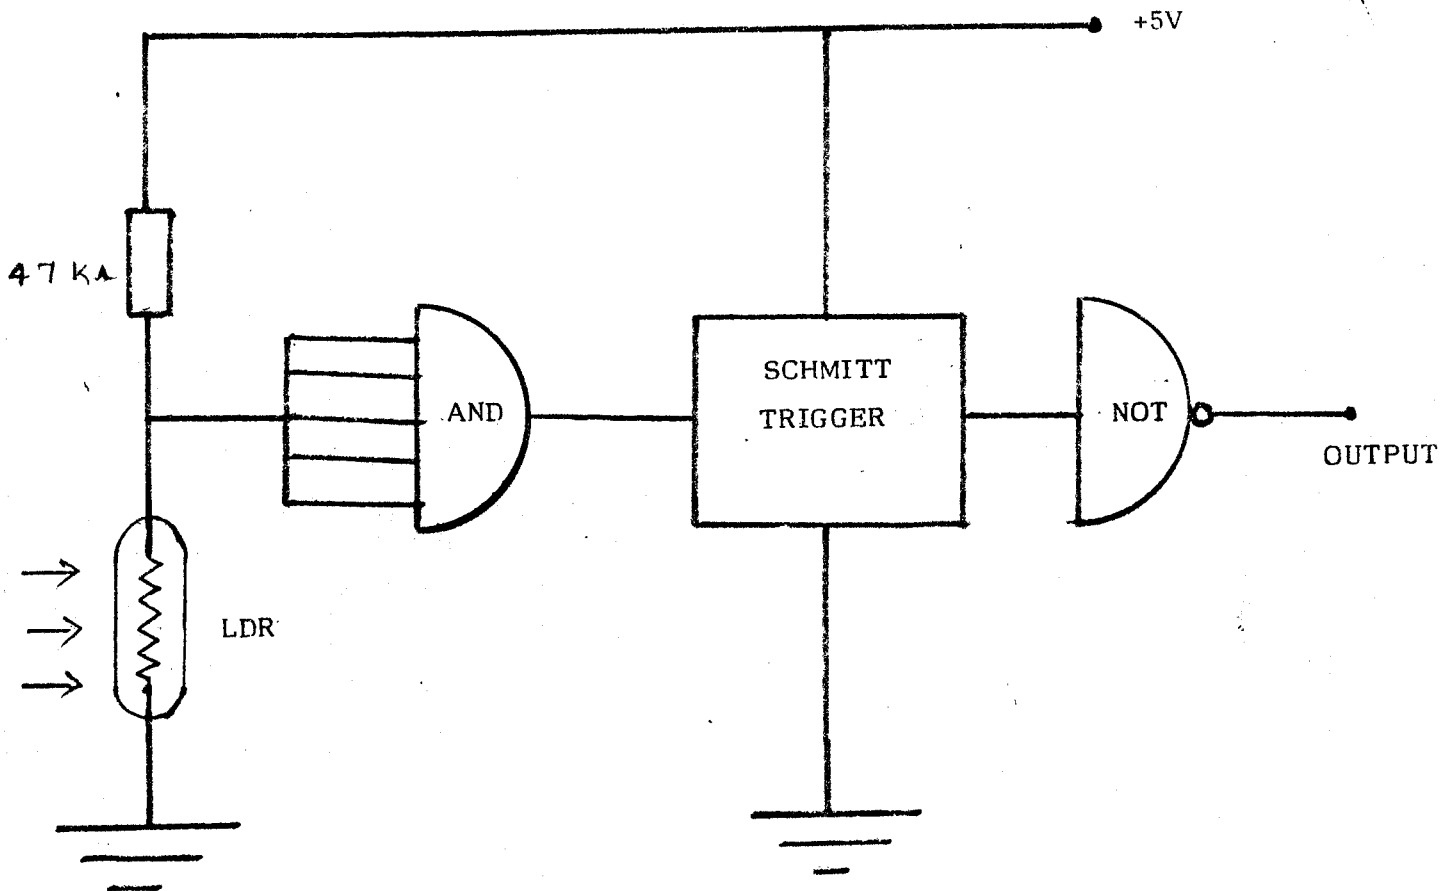 +5V
47 KΩ
AND
SCHMITT
TRIGGER
NOT
OUTPUT
LDR